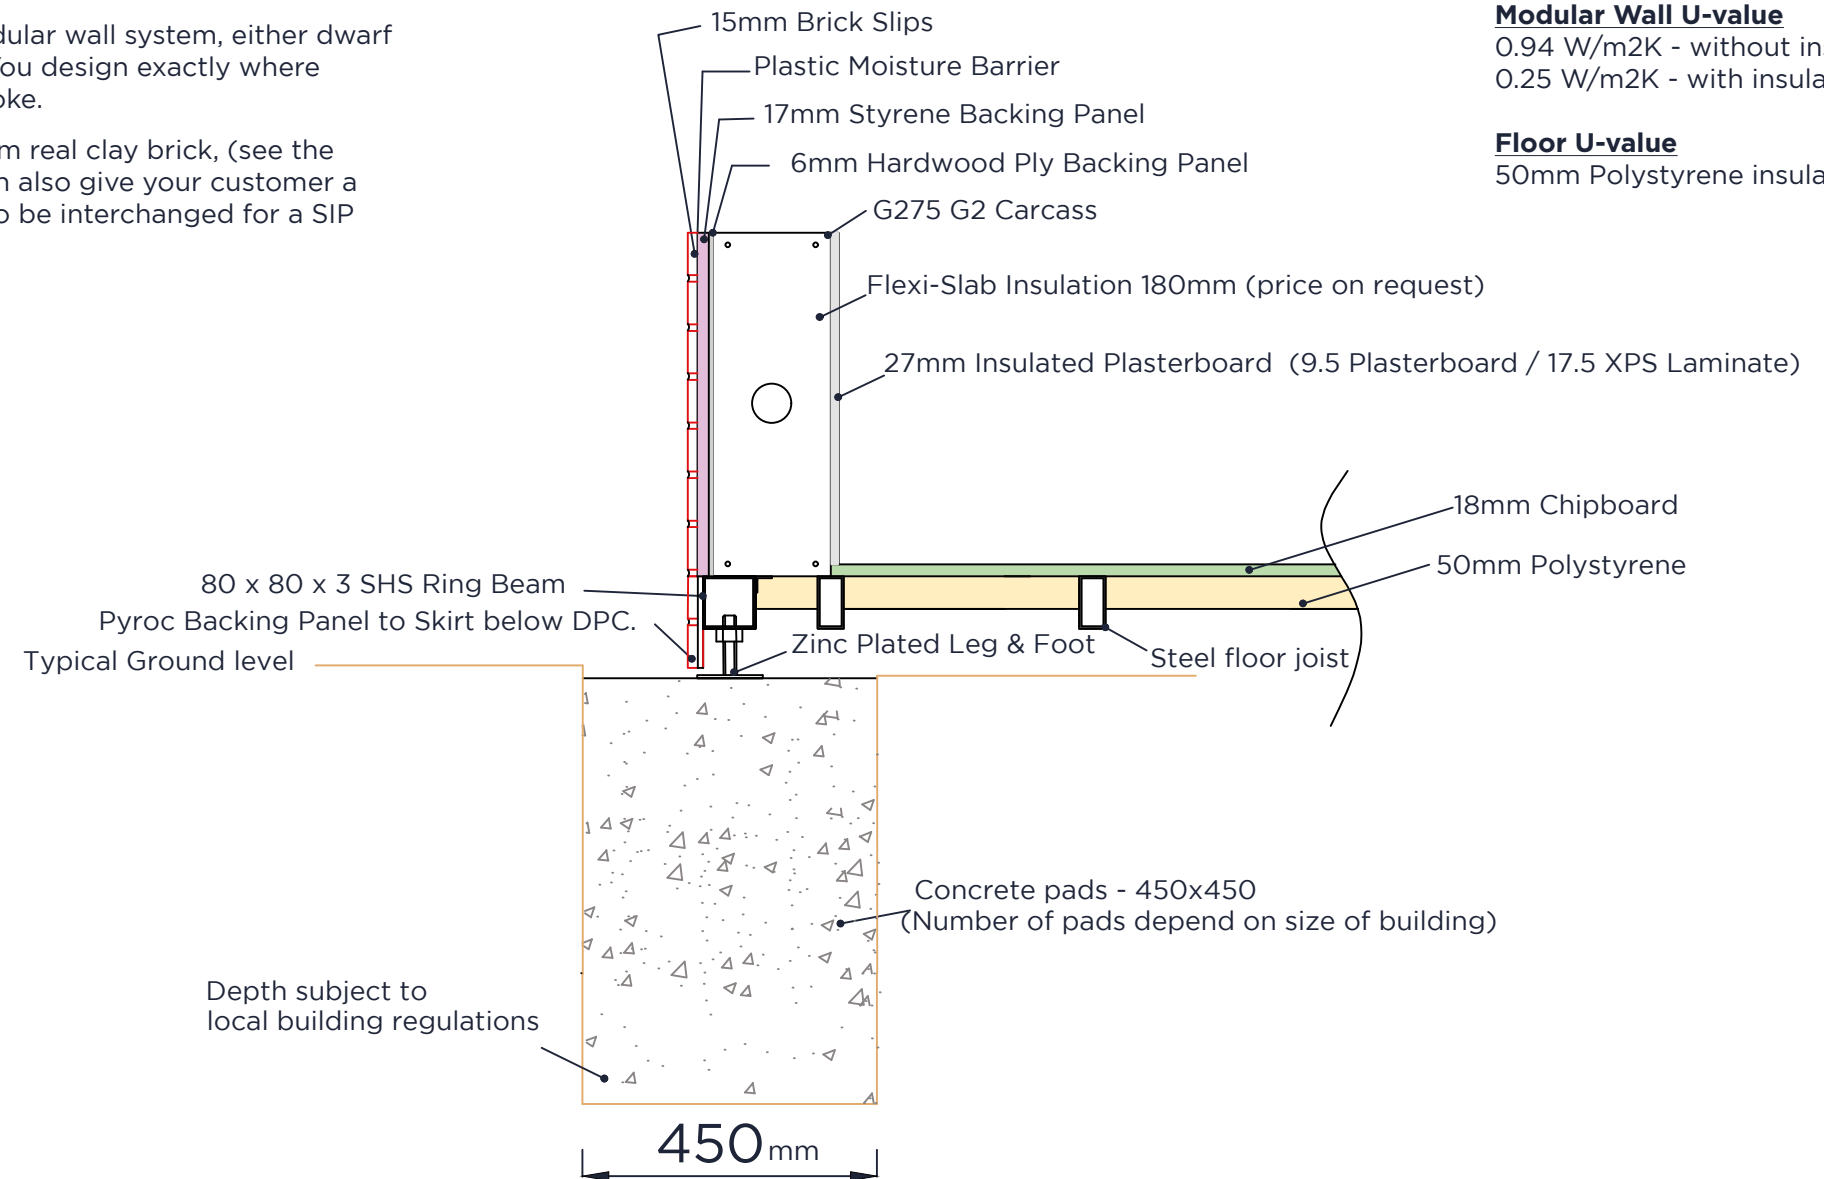 dular wall system, either dwarf
You design exactly where
oke.
m real clay brick, (see the
n also give your customer a
o be interchanged for a SIP
15mm Brick Slips
Plastic Moisture Barrier
17mm Styrene Backing Panel
6mm Hardwood Ply Backing Panel
G275 G2 Carcass
Flexi-Slab Insulation 180mm (price on request)
27mm Insulated Plasterboard (9.5 Plasterboard / 17.5 XPS Laminate)
Modular Wall U-value
0.94 W/m2K - without ins
0.25 W/m2K - with insula
Floor U-value
50mm Polystyrene insula
18mm Chipboard
50mm Polystyrene
80 x 80 x 3 SHS Ring Beam
Pyroc Backing Panel to Skirt below DPC.
Typical Ground level
Zinc Plated Leg & Foot
Steel floor joist
Concrete pads - 450x450
(Number of pads depend on size of building)
Depth subject to
local building regulations
450mm